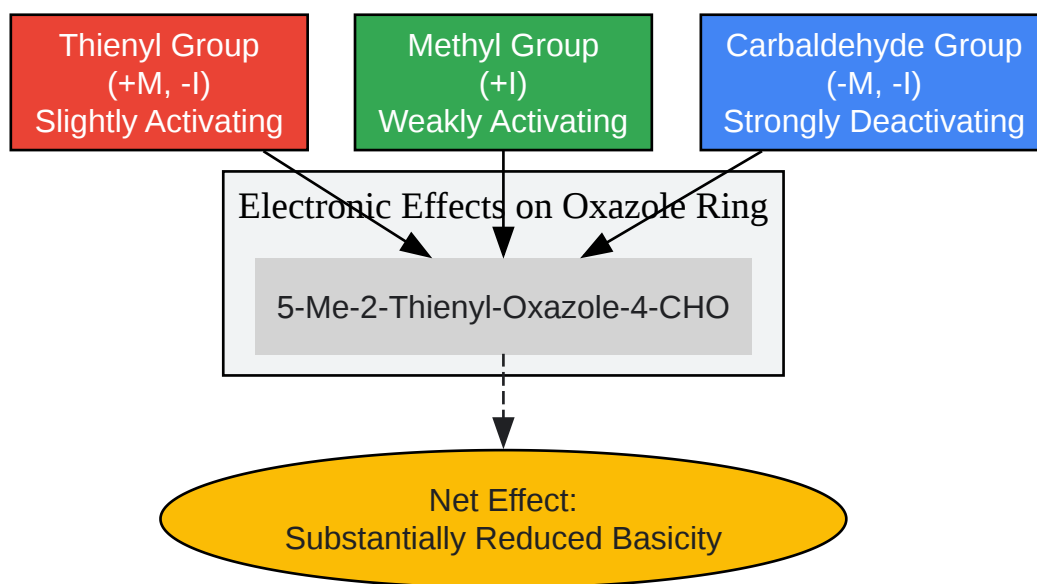 Thienyl Group
(+M, -I)
Slightly Activating
Methyl Group
(+I)
Weakly Activating
Carbaldehyde Group
(-M, -I)
Strongly Deactivating
Electronic Effects on Oxazole Ring
5-Me-2-Thienyl-Oxazole-4-CHO
Net Effect:
Substantially Reduced Basicity